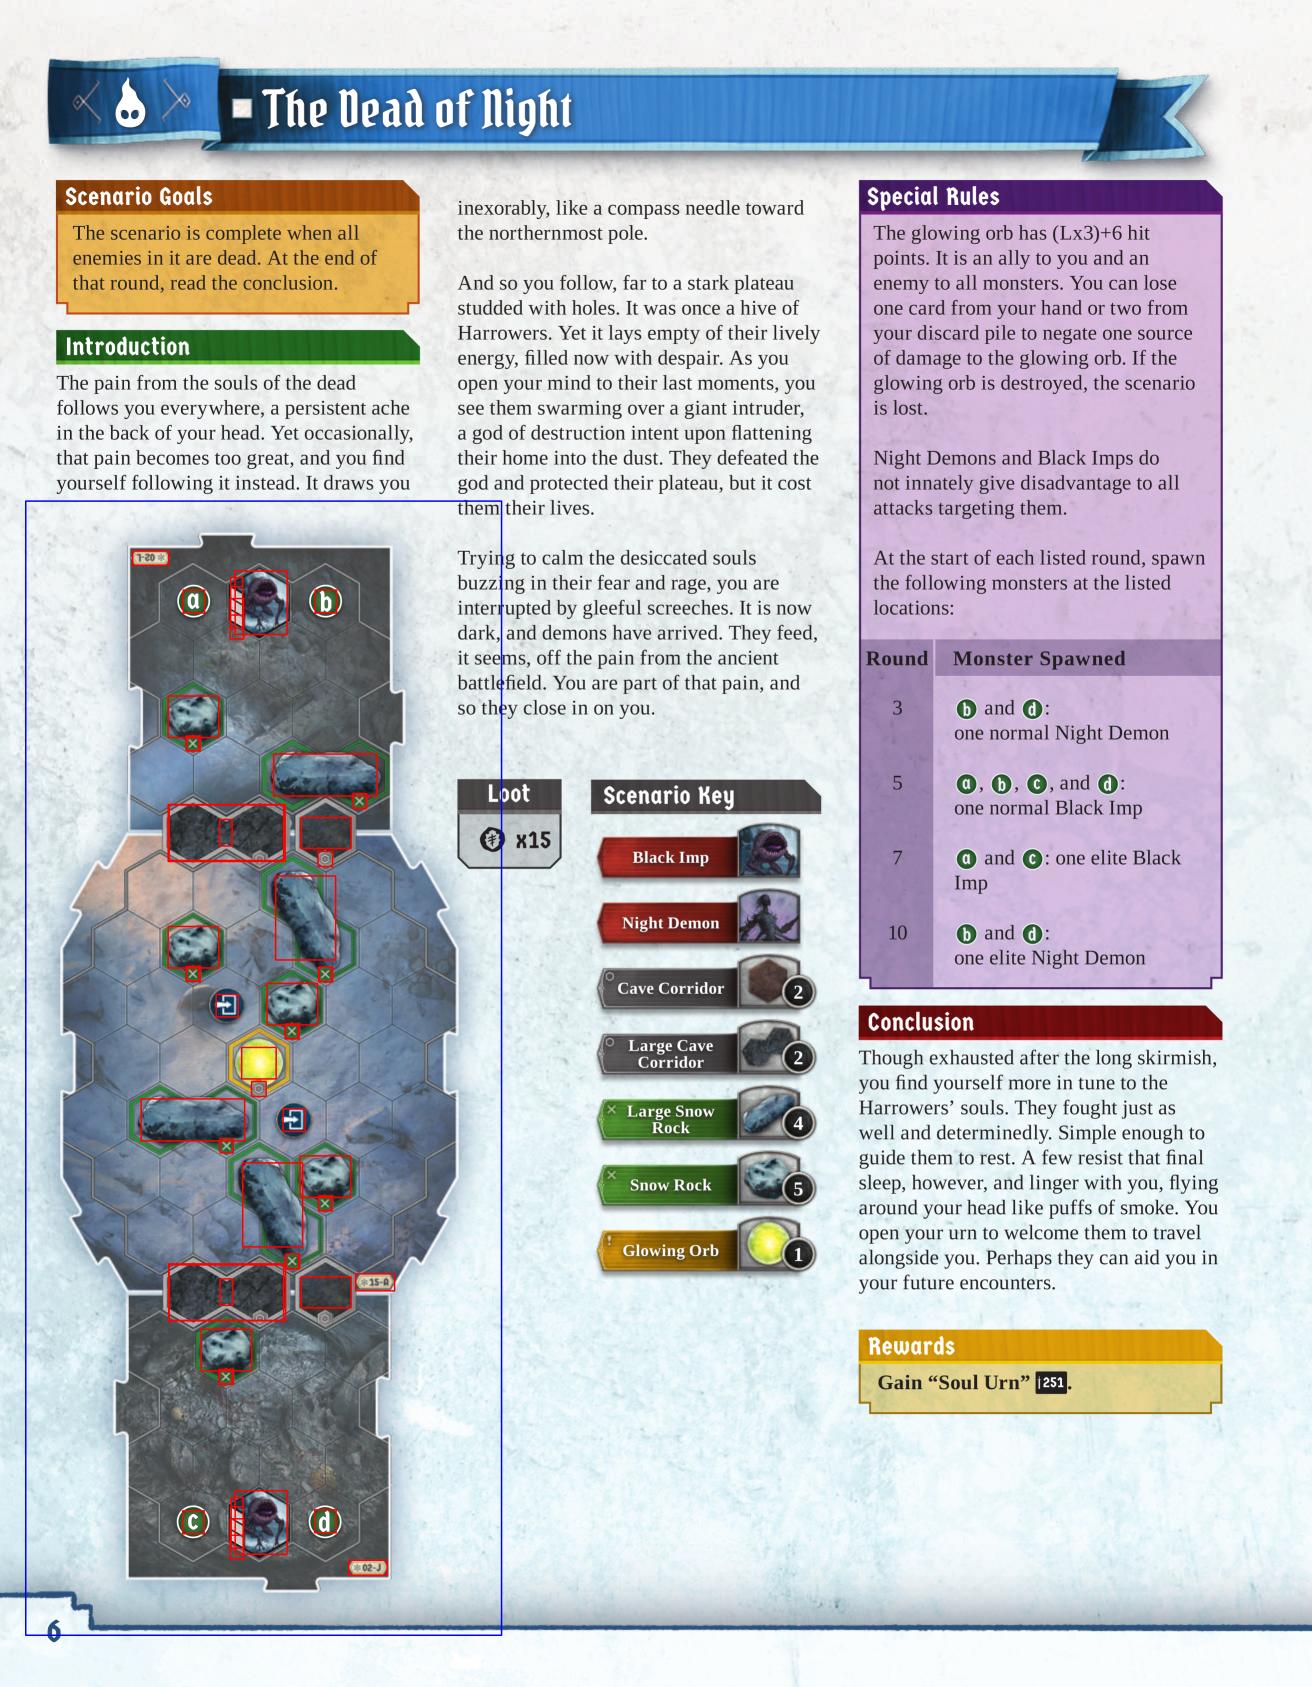 The Dead of Night
Scenario Goals
The scenario is complete when all
enemies in it are dead. At the end of
that round, read the conclusion.
Introduction
The pain from the souls of the dead
follows you everywhere, a persistent ache
in the back of your head. Yet occasionally,
that pain becomes too great, and you find
yourself following it instead. It draws you
inexorably, like a compass needle toward
the northernmost pole.
And so you follow, far to a stark plateau
studded with holes. It was once a hive of
Harrowers. Yet it lays empty of their lively
energy, filled now with despair. As you
open your mind to their last moments, you
see them swarming over a giant intruder,
a god of destruction intent upon flattening
their home into the dust. They defeated the
god and protected their plateau, but it cost
them their lives.
Trying to calm the desiccated souls
buzzing in their fear and rage, you are
interrupted by gleeful screeches. It is now
dark, and demons have arrived. They feed,
it seems, off the pain from the ancient
battlefield. You are part of that pain, and
so they close in on you.
02-L
a
b
15-A
c
d
02-J
Loot
x15
Scenario Key
Black Imp
Night Demon
Cave Corridor
2
Large Cave
Corridor
2
Large Snow
Rock
4
Snow Rock
5
Glowing Orb
1
Special Rules
The glowing orb has (Lx3)+6 hit
points. It is an ally to you and an
enemy to all monsters. You can lose
one card from your hand or two from
your discard pile to negate one source
of damage to the glowing orb. If the
glowing orb is destroyed, the scenario
is lost.
Night Demons and Black Imps do
not innately give disadvantage to all
attacks targeting them.
At the start of each listed round, spawn
the following monsters at the listed
locations:
Round Monster Spawned
3 b and d:
one normal Night Demon
5 a, b, c, and d:
one normal Black Imp
7 a and c: one elite Black
Imp
10 b and d:
one elite Night Demon
Conclusion
Though exhausted after the long skirmish,
you find yourself more in tune to the
Harrowers’ souls. They fought just as
well and determinedly. Simple enough to
guide them to rest. A few resist that final
sleep, however, and linger with you, flying
around your head like puffs of smoke. You
open your urn to welcome them to travel
alongside you. Perhaps they can aid you in
your future encounters.
Rewards
Gain “Soul Urn” 251.
6